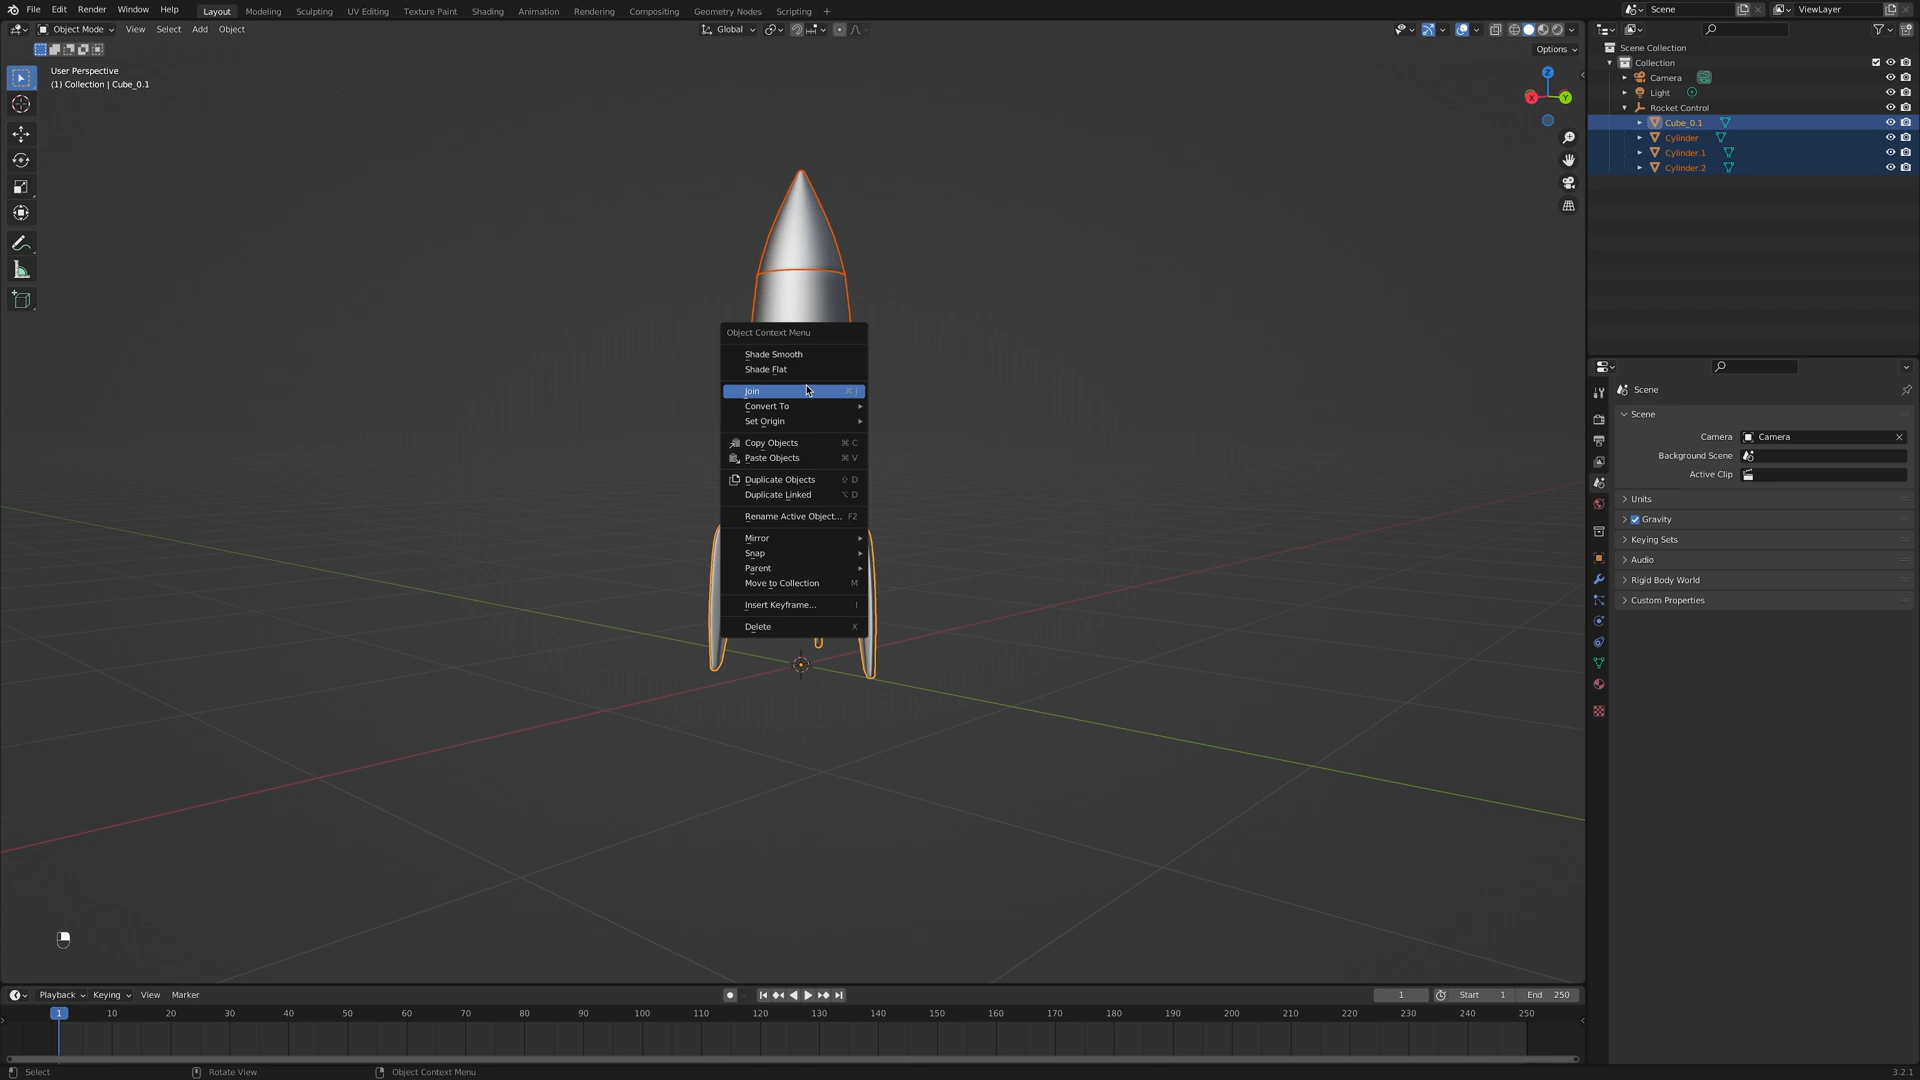 File Edit Render Window Help Layout Modeling Sculpting UV Editing Texture Paint Shading Animation Rendering Compositing Geometry Nodes Scripting + Scene ViewLayer
Object Mode View Select Add Object Global
Options
User Perspective
(1) Collection | Cube_0.1
Z
X Y
Object Context Menu
Shade Smooth
Shade Flat
Join ⌘ J
Convert To
Set Origin
Copy Objects ⌘ C
Paste Objects ⌘ V
Duplicate Objects ⇧ D
Duplicate Linked ⌥ D
Rename Active Object... F2
Mirror
Snap
Parent
Move to Collection M
Insert Keyframe... I
Delete X
Scene Collection
Collection
Camera
Light
Rocket Control
Cube_0.1
Cylinder
Cylinder.1
Cylinder.2
Scene
Scene
Camera Camera
Background Scene
Active Clip
Units
Gravity
Keying Sets
Audio
Rigid Body World
Custom Properties
Playback Keying View Marker 1 Start 1 End 250
1 10 20 30 40 50 60 70 80 90 100 110 120 130 140 150 160 170 180 190 200 210 220 230 240 250
Select Rotate View Object Context Menu 3.2.1